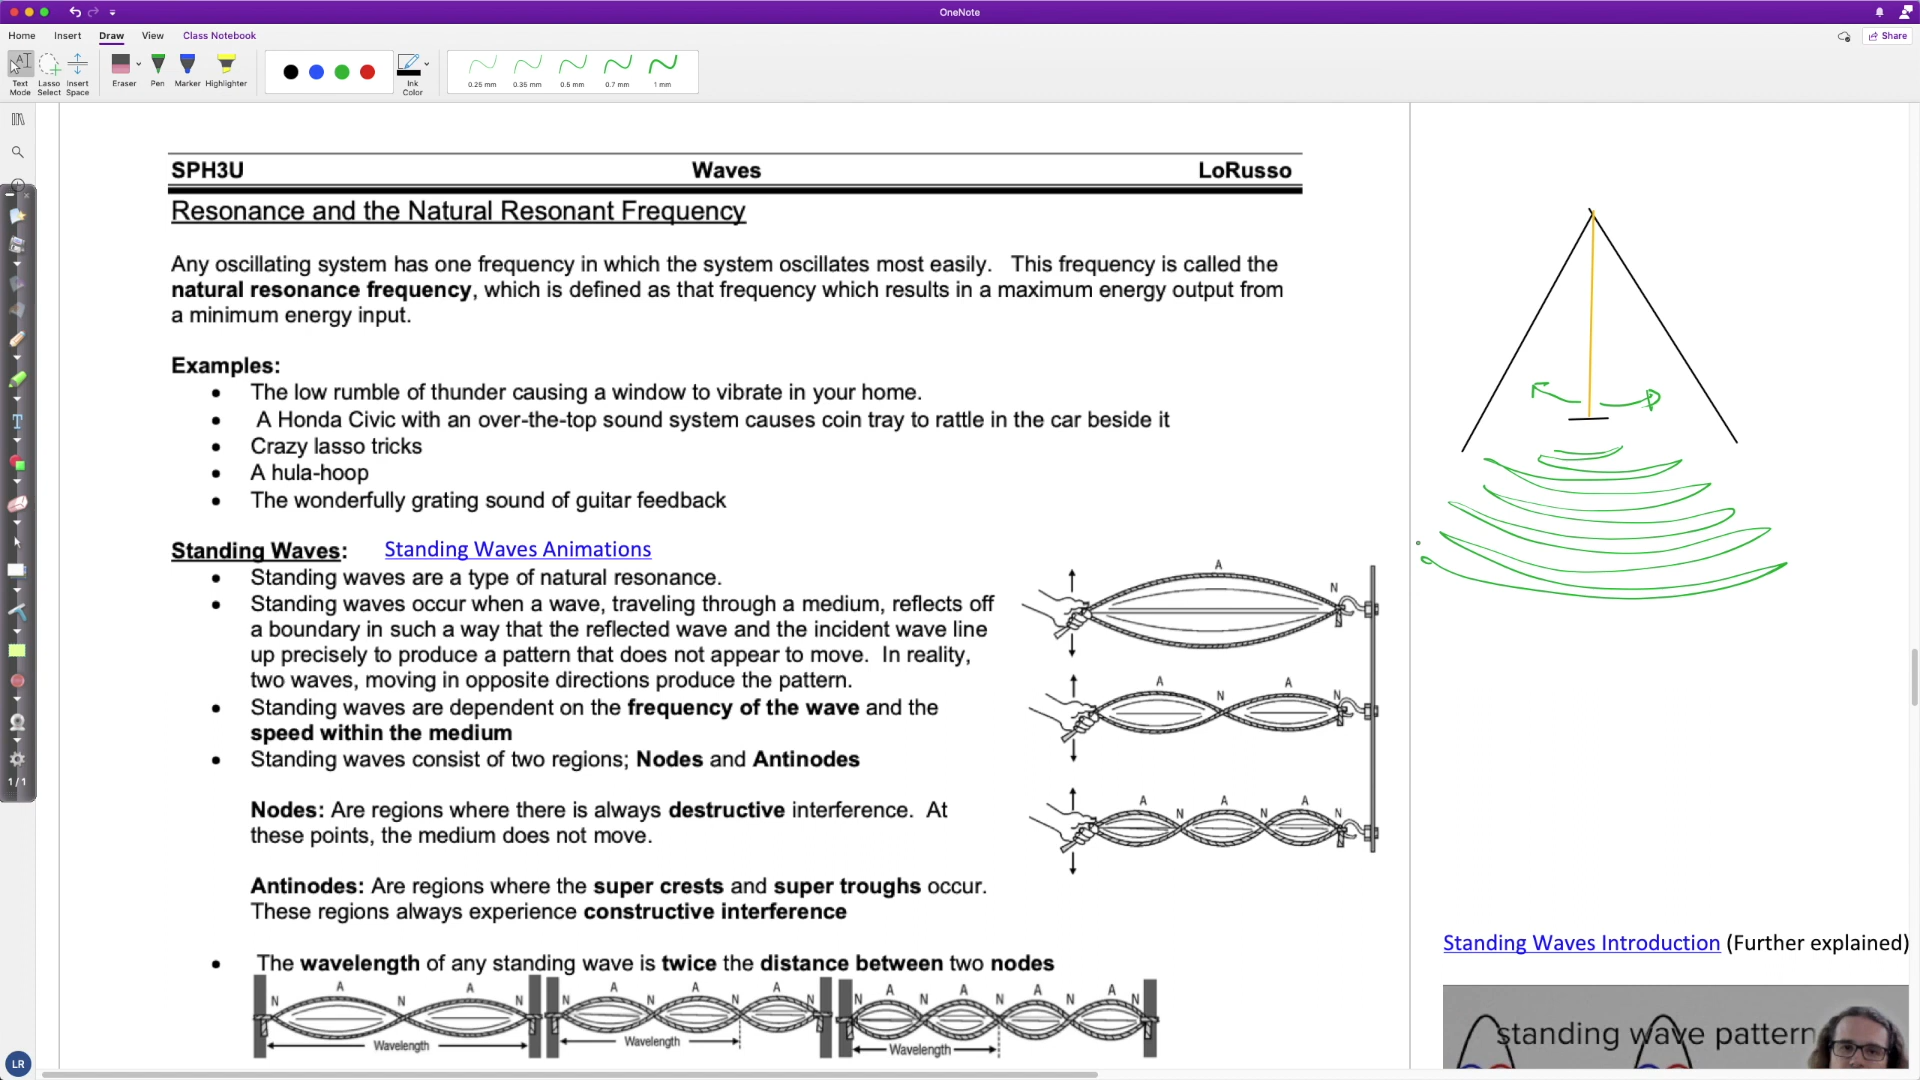 OneNote
Home Insert Draw View Class Notebook
Share
Text Mode
Lasso Select
Insert Space
Eraser
Pen
Marker
Highlighter
Ink Color
0.25 mm 0.35 mm 0.5 mm 0.7 mm 1 mm
SPH3U Waves LoRusso
Resonance and the Natural Resonant Frequency
Any oscillating system has one frequency in which the system oscillates most easily. This frequency is called the
natural resonance frequency, which is defined as that frequency which results in a maximum energy output from
a minimum energy input.
Examples:
• The low rumble of thunder causing a window to vibrate in your home.
• A Honda Civic with an over-the-top sound system causes coin tray to rattle in the car beside it
• Crazy lasso tricks
• A hula-hoop
• The wonderfully grating sound of guitar feedback
Standing Waves: Standing Waves Animations
• Standing waves are a type of natural resonance.
• Standing waves occur when a wave, traveling through a medium, reflects off
a boundary in such a way that the reflected wave and the incident wave line
up precisely to produce a pattern that does not appear to move. In reality,
two waves, moving in opposite directions produce the pattern.
• Standing waves are dependent on the frequency of the wave and the
speed within the medium
• Standing waves consist of two regions; Nodes and Antinodes
Nodes: Are regions where there is always destructive interference. At
these points, the medium does not move.
Antinodes: Are regions where the super crests and super troughs occur.
These regions always experience constructive interference
• The wavelength of any standing wave is twice the distance between two nodes
A N
A N A N
A N A N A N
N A N A N
Wavelength
N A N A N A N
Wavelength
N A N A N A N A N
Wavelength
Standing Waves Introduction (Further explained)
standing wave pattern
1/1
LR